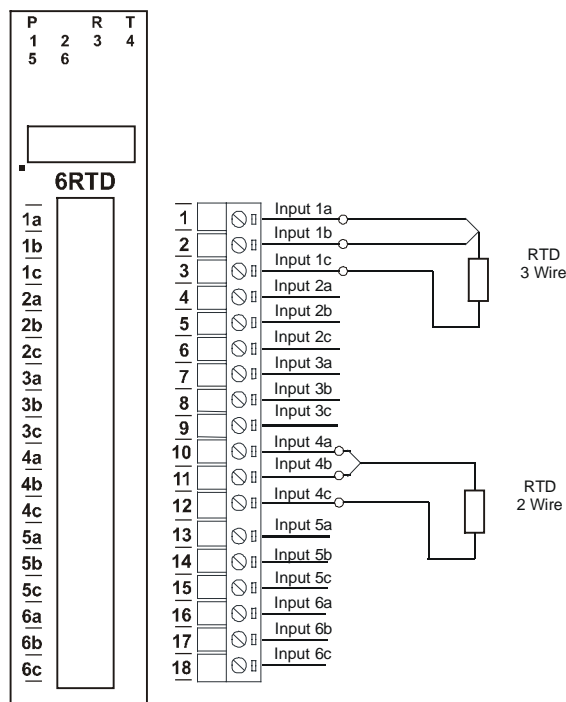 P R T
1 2 3 4
5 6
6RTD
1a
1b
1c
2a
2b
2c
3a
3b
3c
4a
4b
4c
5a
5b
5c
6a
6b
6c
1 Input 1a
2 Input 1b
3 Input 1c
4 Input 2a
5 Input 2b
6 Input 2c
7 Input 3a
8 Input 3b
9 Input 3c
10 Input 4a
11 Input 4b
12 Input 4c
13 Input 5a
14 Input 5b
15 Input 5c
16 Input 6a
17 Input 6b
18 Input 6c
RTD
3 Wire
RTD
2 Wire